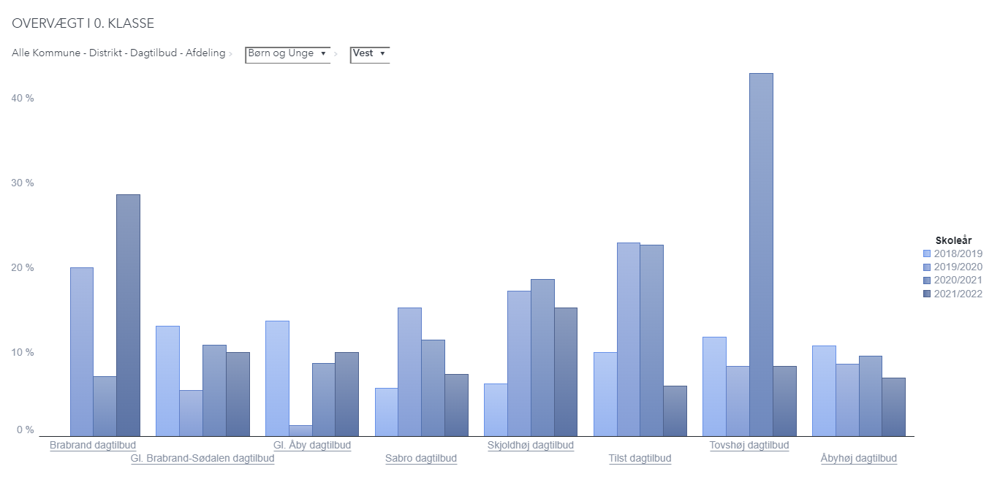 OVERVÆGT I 0. KLASSE
Alle Kommune - Distrikt - Dagtilbud - Afdeling › Børn og Unge ▼ › Vest ▼
40 %
30 %
20 %
10 %
0 %
Skoleår
2018/2019
2019/2020
2020/2021
2021/2022
Brabrand dagtilbud
Gl. Brabrand-Sødalen dagtilbud
Gl. Åby dagtilbud
Sabro dagtilbud
Skjoldhøj dagtilbud
Tilst dagtilbud
Tovshøj dagtilbud
Åbyhøj dagtilbud